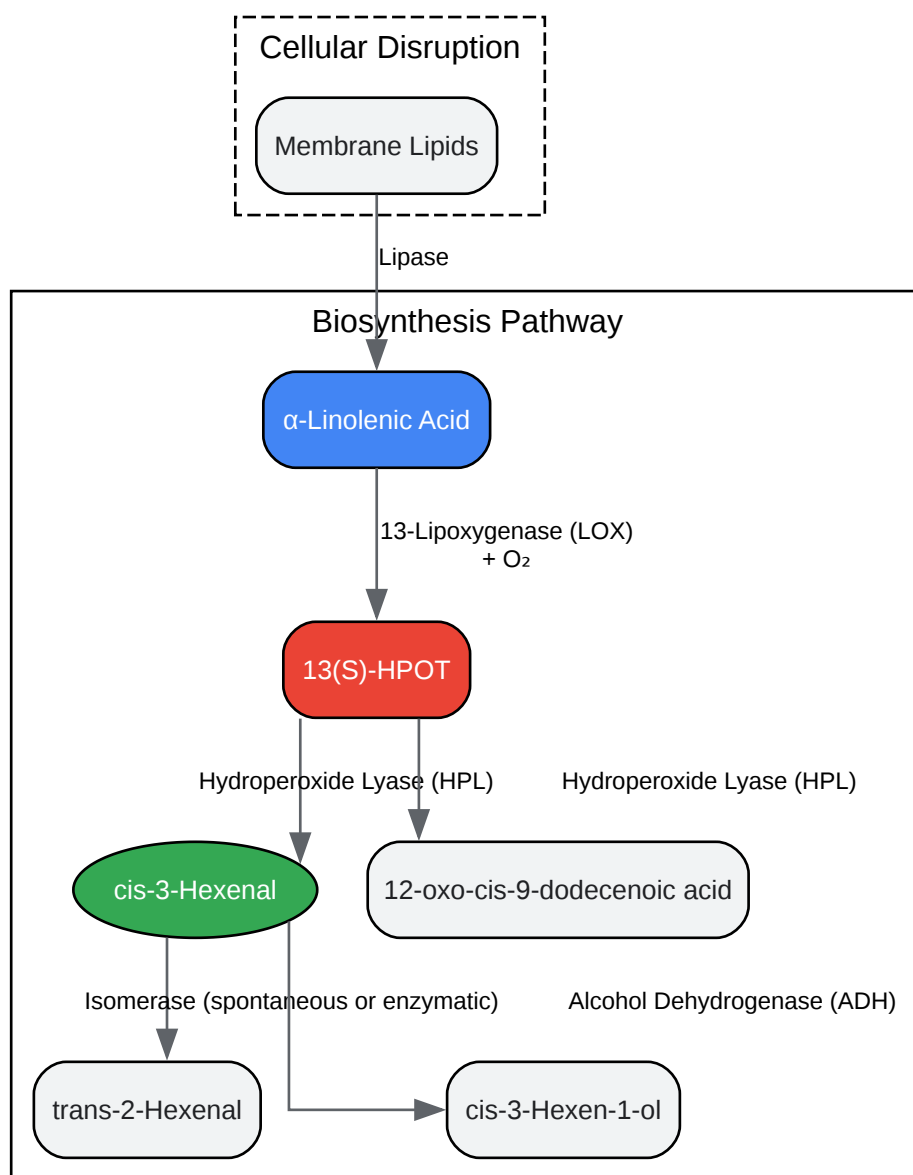 Cellular Disruption
Membrane Lipids
Lipase
Biosynthesis Pathway
α-Linolenic Acid
13-Lipoxygenase (LOX)
+ O₂
13(S)-HPOT
Hydroperoxide Lyase (HPL)
Hydroperoxide Lyase (HPL)
cis-3-Hexenal
12-oxo-cis-9-dodecenoic acid
Isomerase (spontaneous or enzymatic)
Alcohol Dehydrogenase (ADH)
trans-2-Hexenal
cis-3-Hexen-1-ol